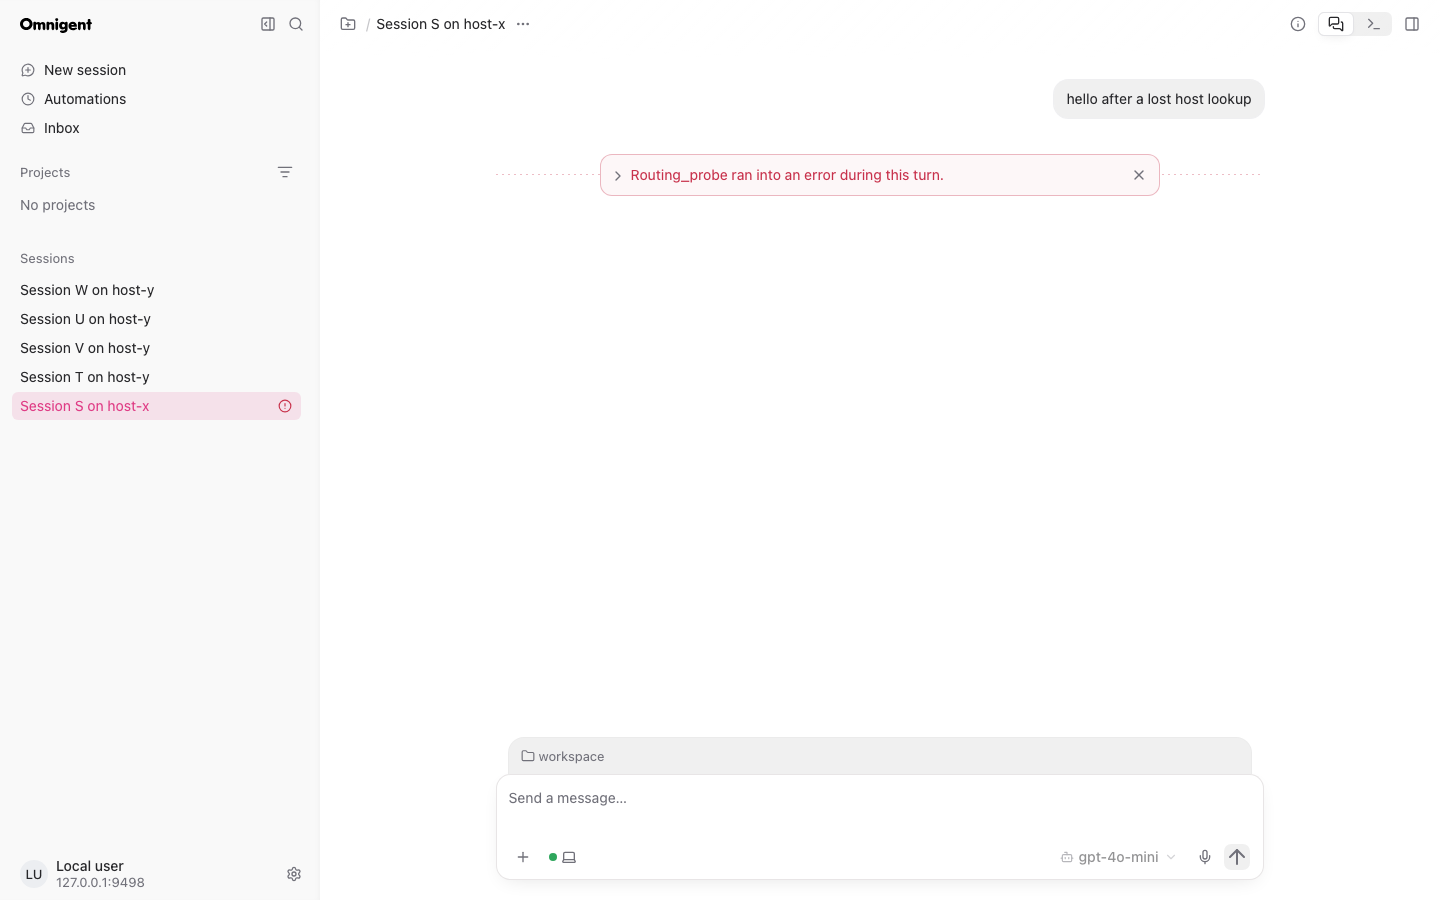 Omnigent
New session
Automations
Inbox
Projects
No projects
Sessions
Session W on host-y
Session U on host-y
Session V on host-y
Session T on host-y
Session S on host-x
LU
Local user
127.0.0.1:9498
/ Session S on host-x ···
hello after a lost host lookup
Routing_probe ran into an error during this turn.
workspace
Send a message...
gpt-4o-mini